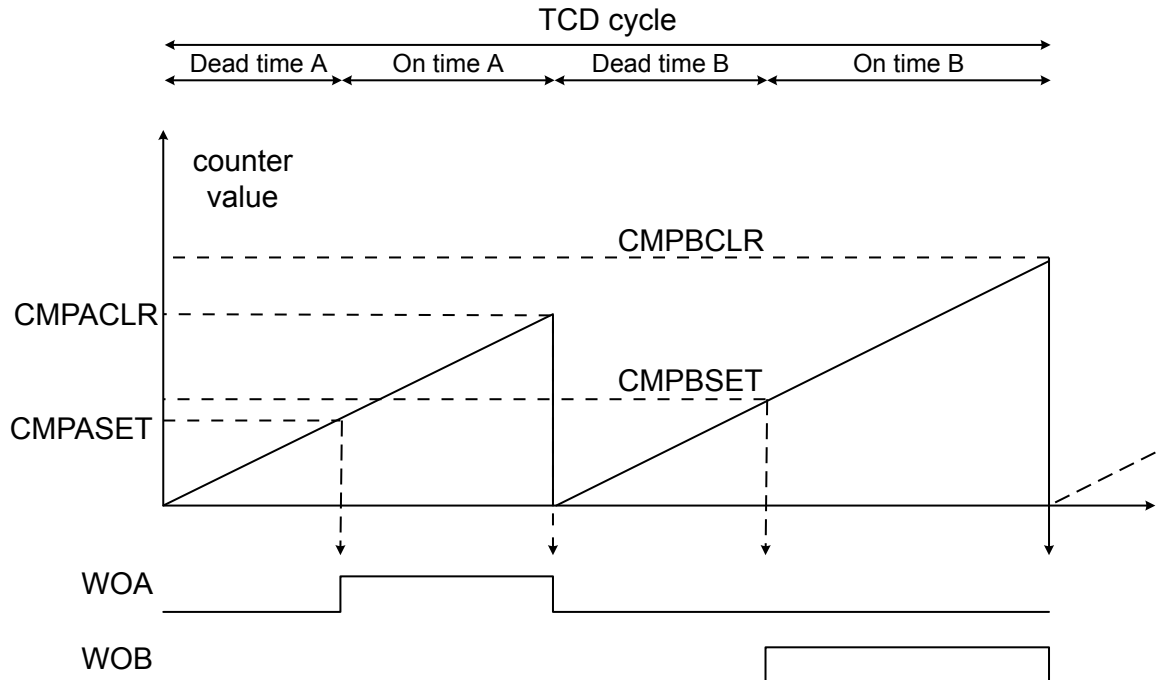 TCD cycle
Dead time A
On time A
Dead time B
On time B
counter
value
CMPBCLR
CMPACLR
CMPBSET
CMPASET
WOA
WOB